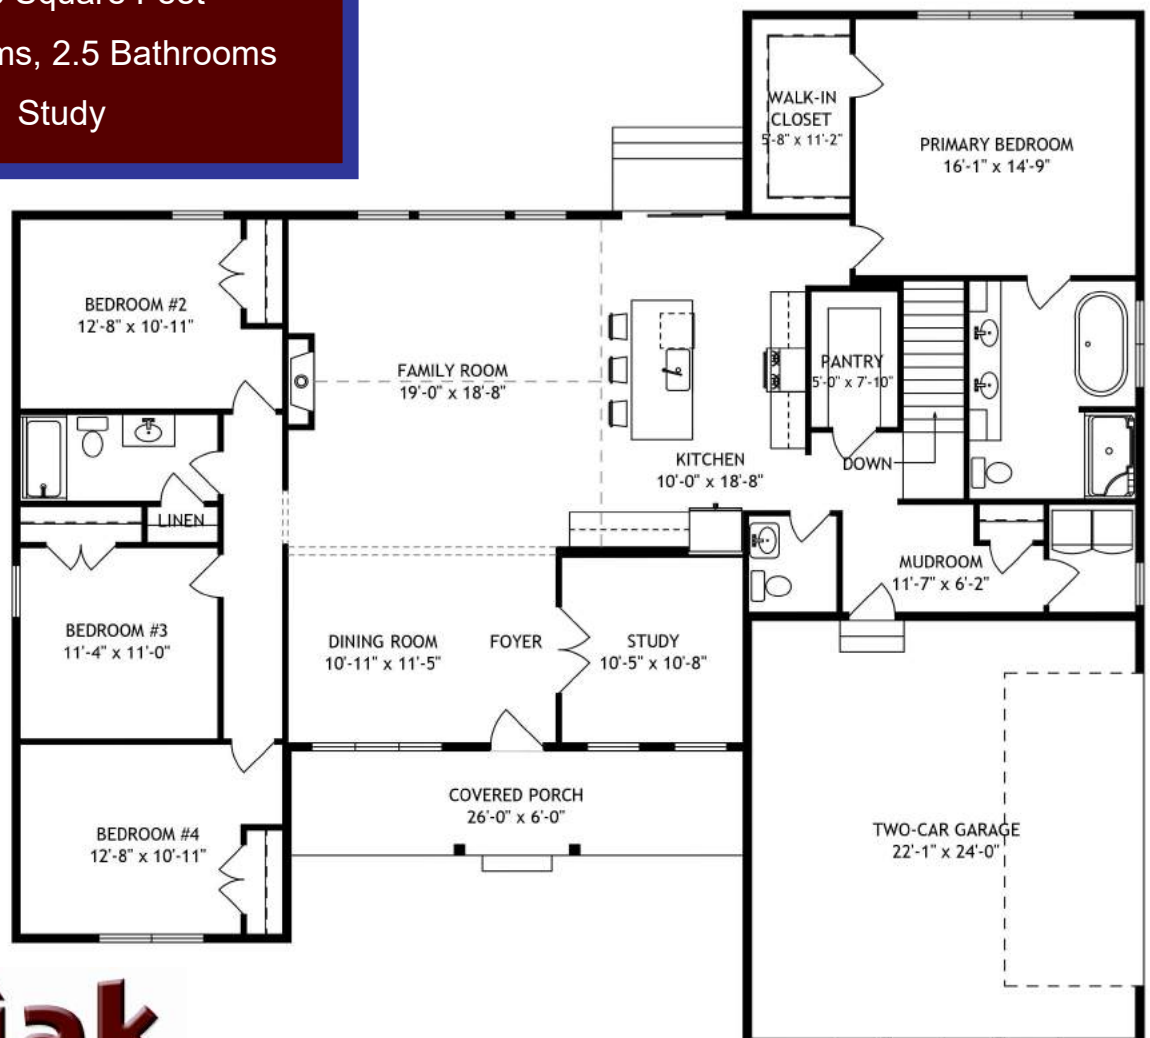 Square Feet
2.5 Bathrooms
Study
WALK-IN
CLOSET
5'-8" x 11'-2"
PRIMARY BEDROOM
16'-1" x 14'-9"
BEDROOM #2
12'-8" x 10'-11"
FAMILY ROOM
19'-0" x 18'-8"
PANTRY
5'-0" x 7'-10"
KITCHEN
10'-0" x 18'-8"
DOWN
LINEN
MUDROOM
11'-7" x 6'-2"
BEDROOM #3
11'-4" x 11'-0"
DINING ROOM
10'-11" x 11'-5"
FOYER
STUDY
10'-5" x 10'-8"
COVERED PORCH
26'-0" x 6'-0"
BEDROOM #4
12'-8" x 10'-11"
TWO-CAR GARAGE
22'-1" x 24'-0"